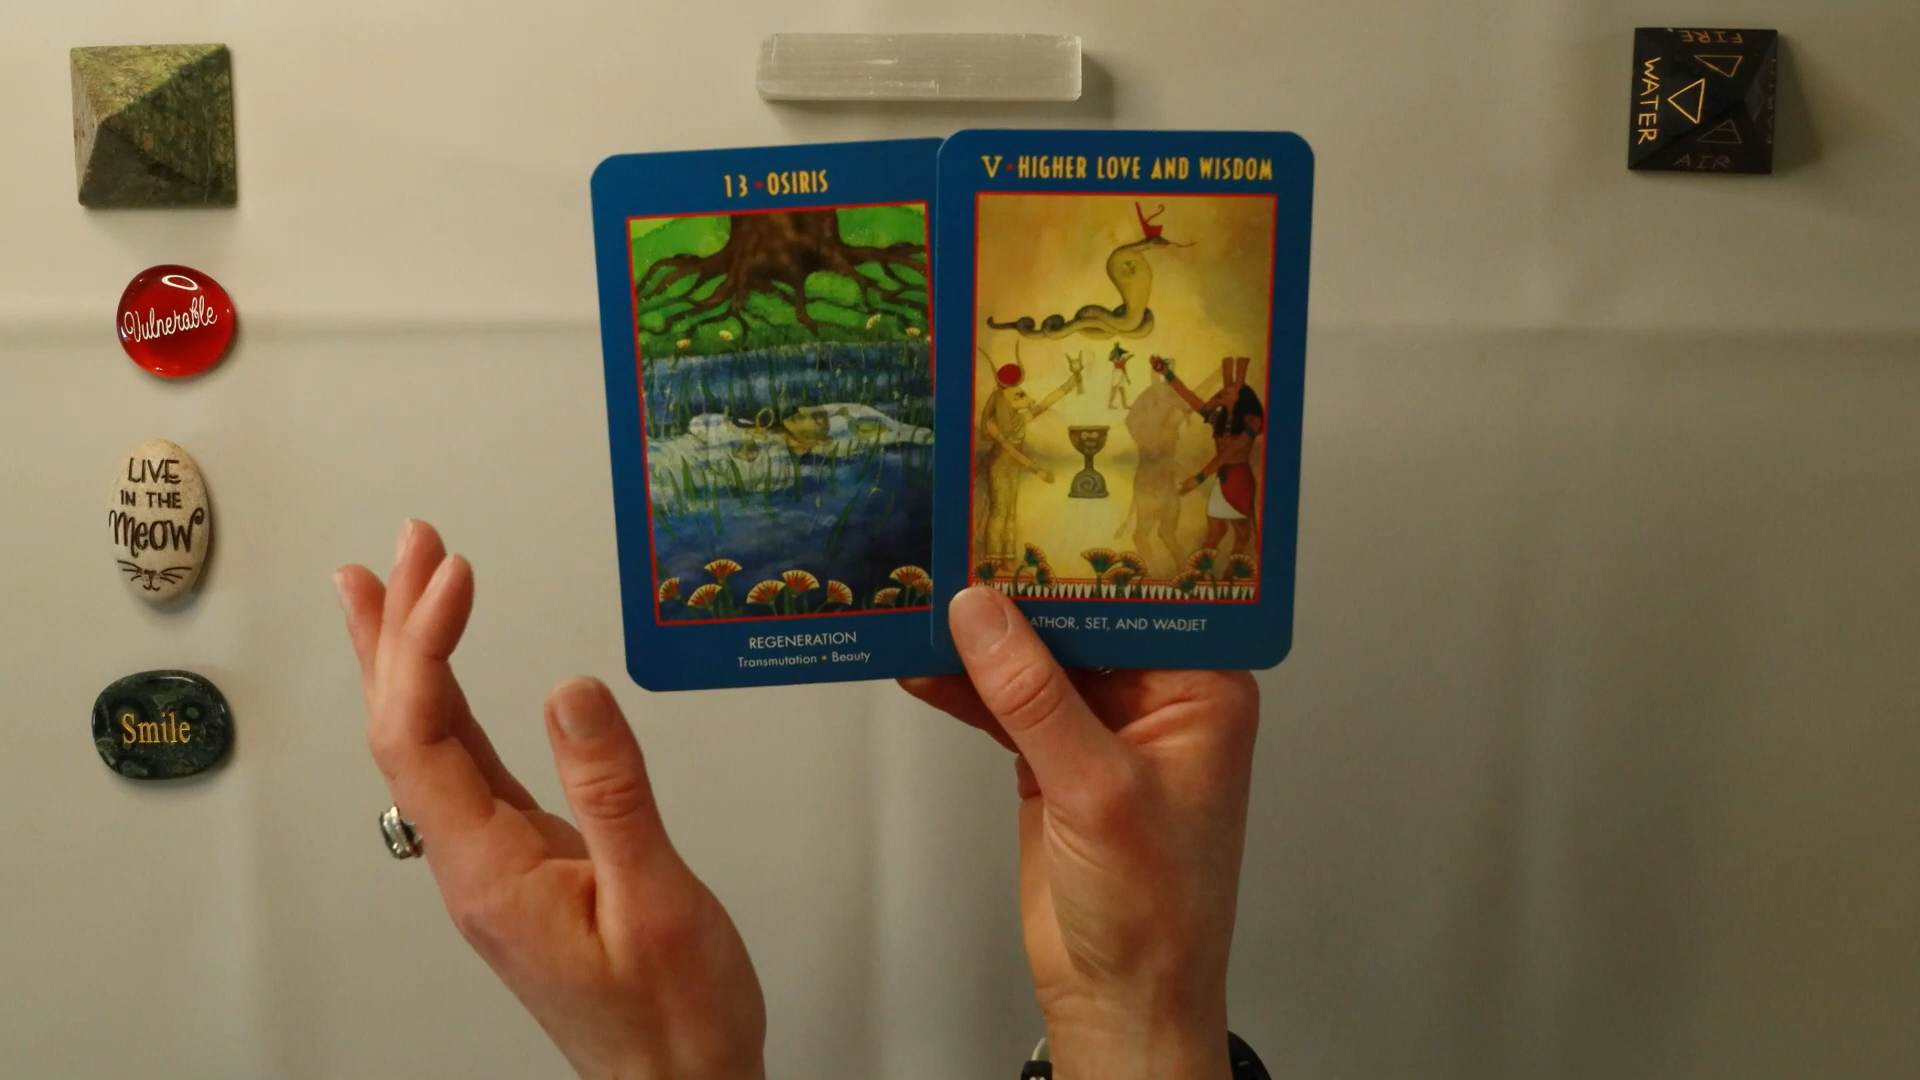 FIRE
WATER
AIR
Vulnerable
LIVE
IN THE
Meow
Smile
13 • OSIRIS
REGENERATION
Transmutation • Beauty
V • HIGHER LOVE AND WISDOM
SET, AND WADJET